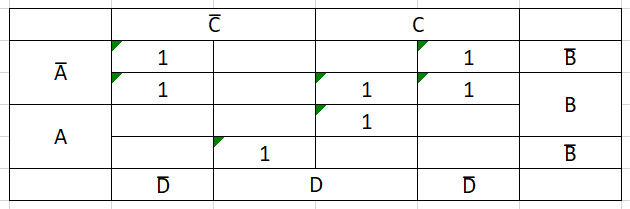 C̅ C
A̅ 1 1 B̅
1 1 1 B
A 1
1 B̅
D̅ D D̅